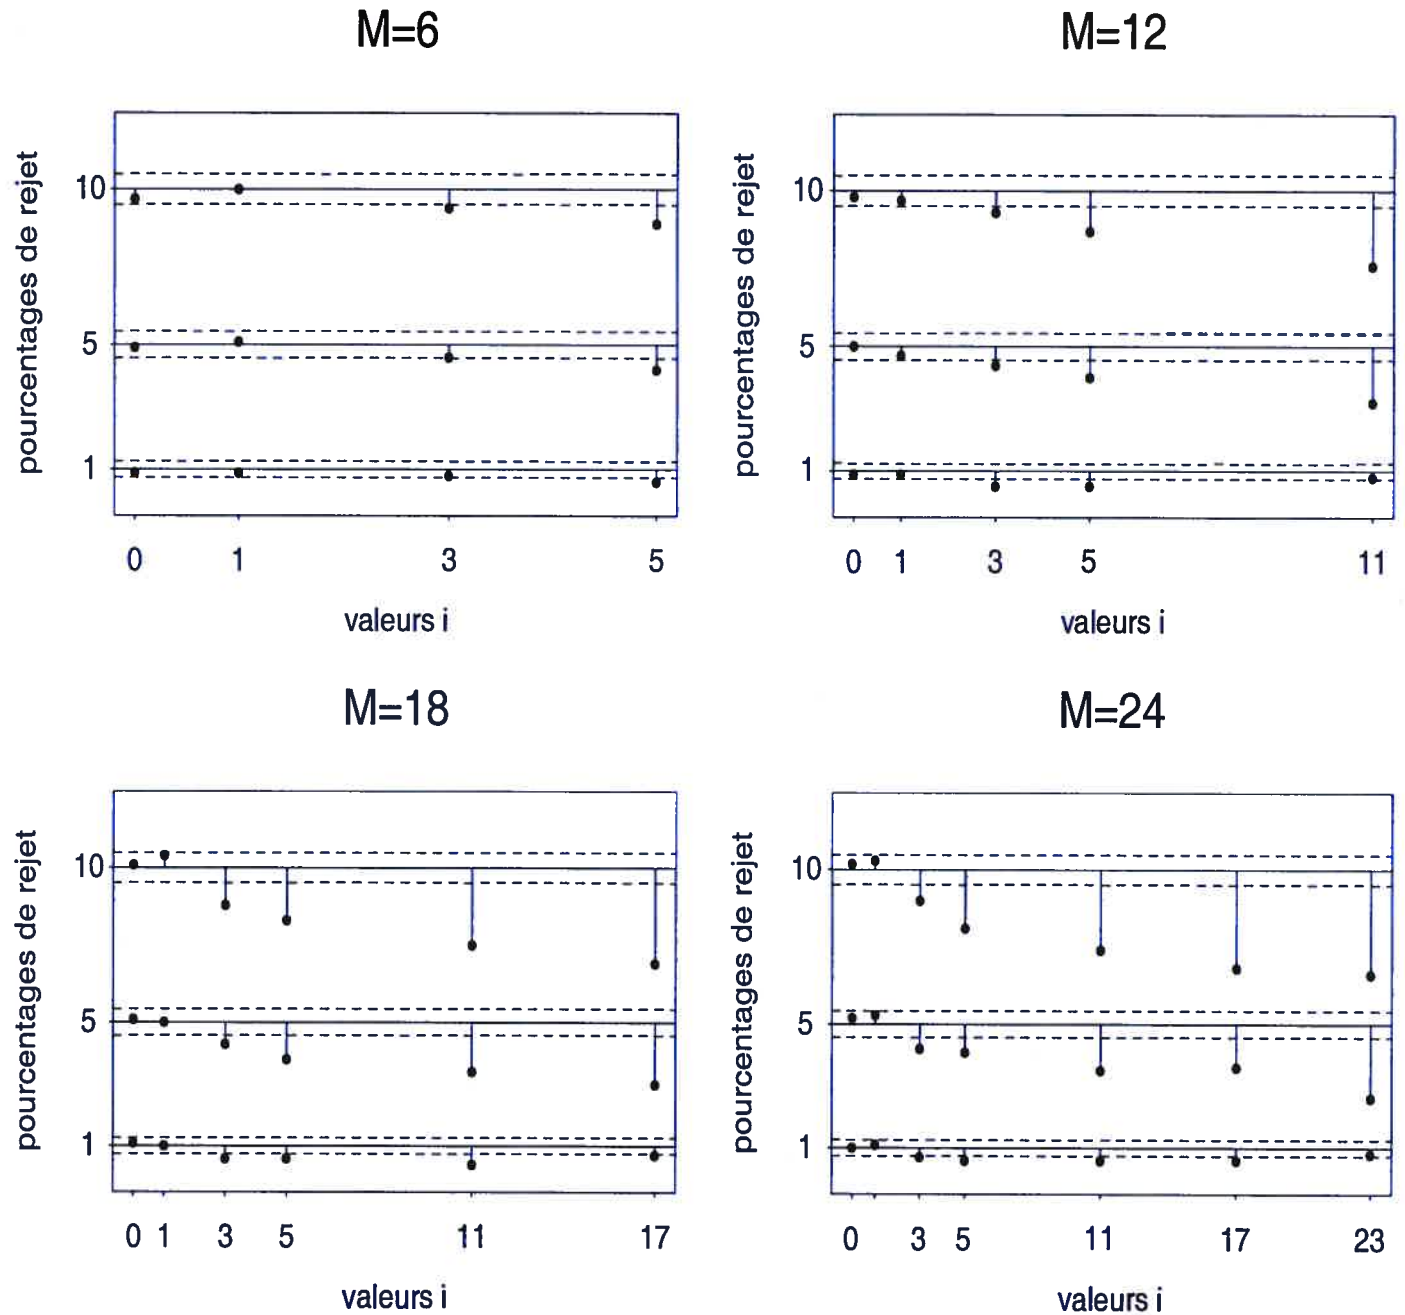 M=6
pourcentages de rejet
10
5
1
0 1 3 5
valeurs i
M=12
pourcentages de rejet
10
5
1
0 1 3 5 11
valeurs i
M=18
pourcentages de rejet
10
5
1
0 1 3 5 11 17
valeurs i
M=24
pourcentages de rejet
10
5
1
0 3 5 11 17 23
valeurs i